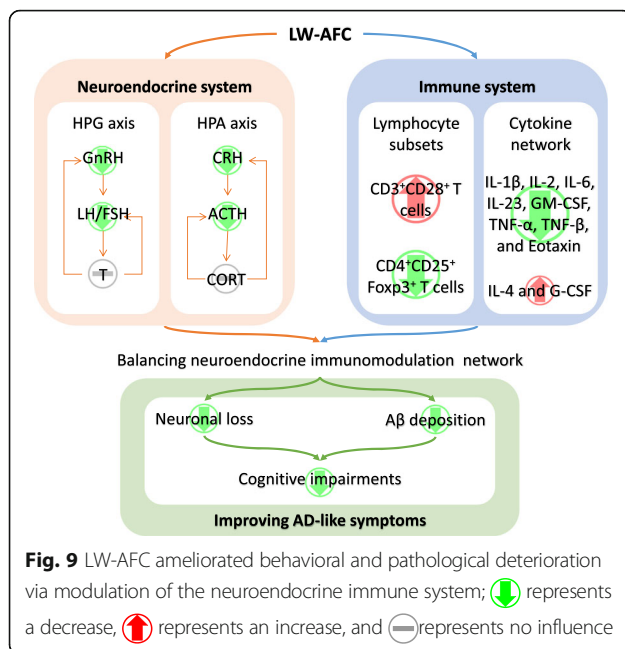 LW-AFC
Neuroendocrine system
HPG axis
GnRH
LH/FSH
T
HPA axis
CRH
ACTH
CORT
Immune system
Lymphocyte
subsets
CD3⁺CD28⁺ T
cells
CD4⁺CD25⁺
Foxp3⁺ T cells
Cytokine
network
IL-1β, IL-2, IL-6,
IL-23, GM-CSF,
TNF-α, TNF-β,
and Eotaxin
IL-4 and G-CSF
Balancing neuroendocrine immunomodulation network
Neuronal loss
Aβ deposition
Cognitive impairments
Improving AD-like symptoms
Fig. 9 LW-AFC ameliorated behavioral and pathological deterioration
via modulation of the neuroendocrine immune system; represents
a decrease, represents an increase, and represents no influence